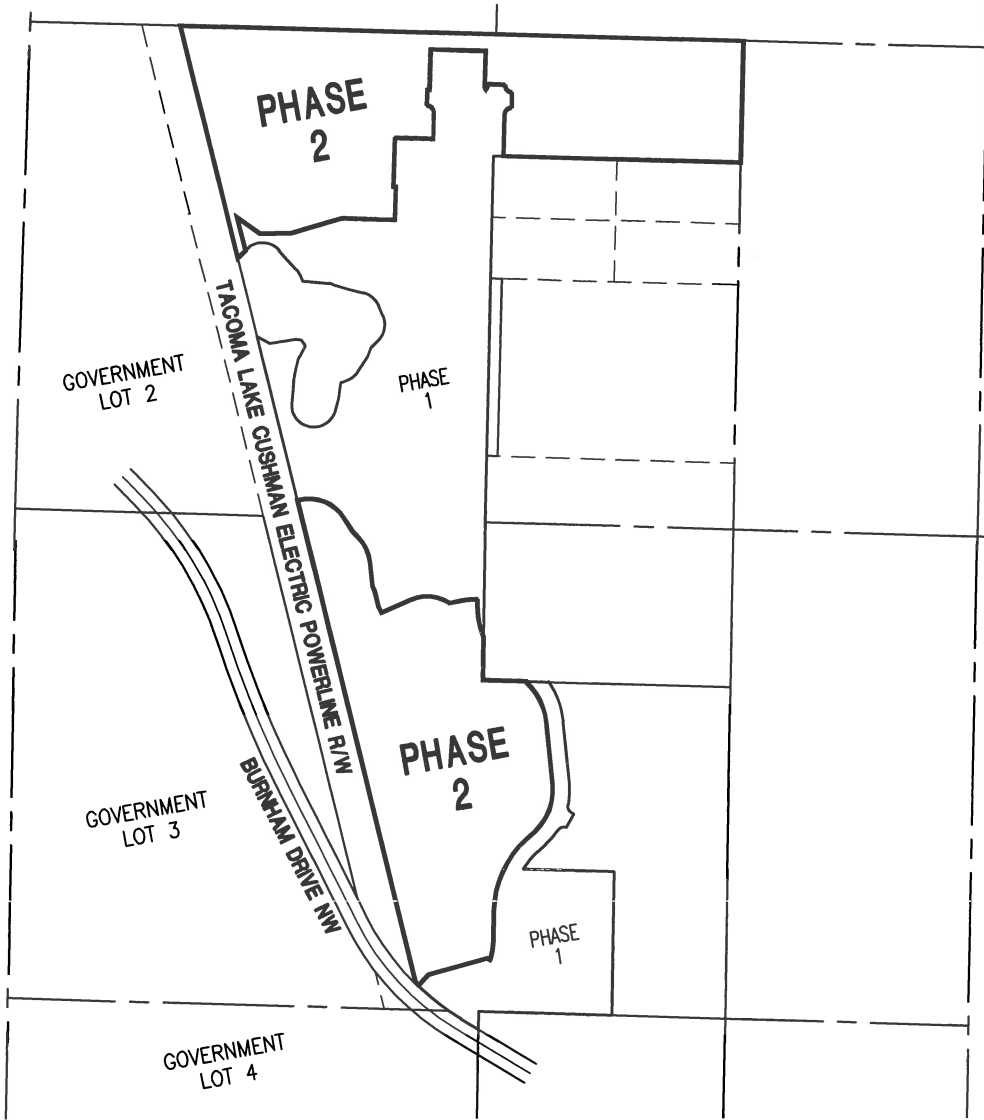 PHASE
2
TACOMA LAKE CUSHMAN ELECTRIC POWERLINE R/W
GOVERNMENT
LOT 2
PHASE
1
PHASE
2
BURNHAM DRIVE NW
GOVERNMENT
LOT 3
PHASE
1
GOVERNMENT
LOT 4